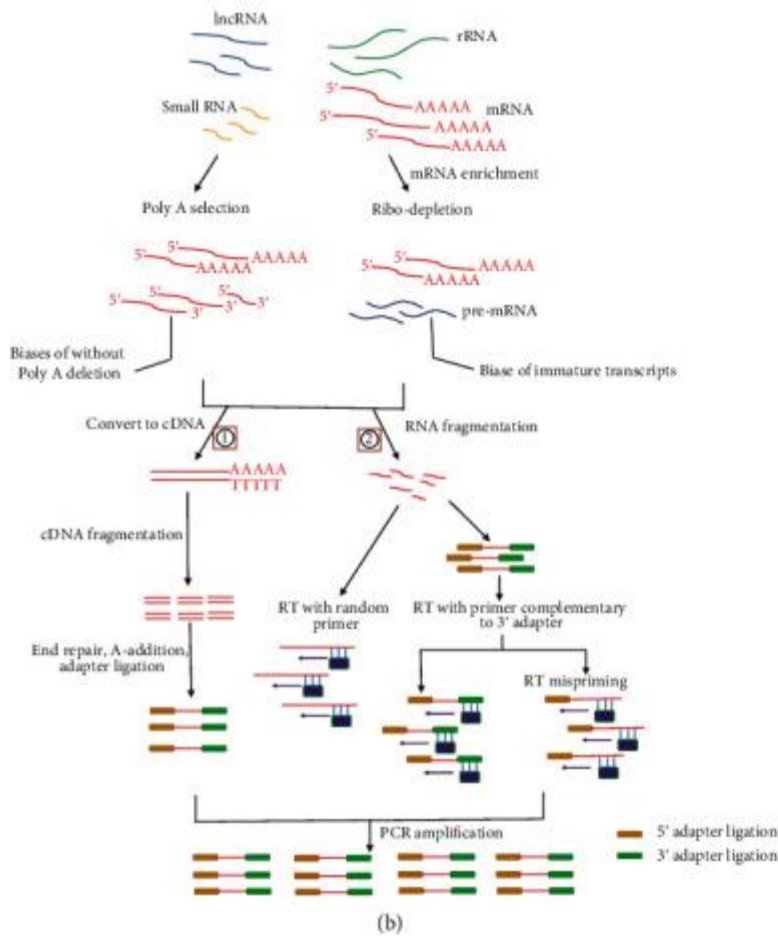 lncRNA
rRNA
Small RNA
5'
AAAAA
mRNA
5'
AAAAA
5'
AAAAA
mRNA enrichment
Poly A selection
Ribo-depletion
5'
5'
AAAAA
AAAAA
5'
5'
5'
3'
3'
3'
5'
5'
AAAAA
AAAAA
pre-mRNA
Biases of without
Poly A deletion
Biase of immature transcripts
Convert to cDNA
1
2
RNA fragmentation
AAAAA
TTTTT
cDNA fragmentation
RT with random
primer
RT with primer complementary
to 3' adapter
End repair, A-addition,
adapter ligation
RT mispriming
PCR amplification
5' adapter ligation
3' adapter ligation
(b)